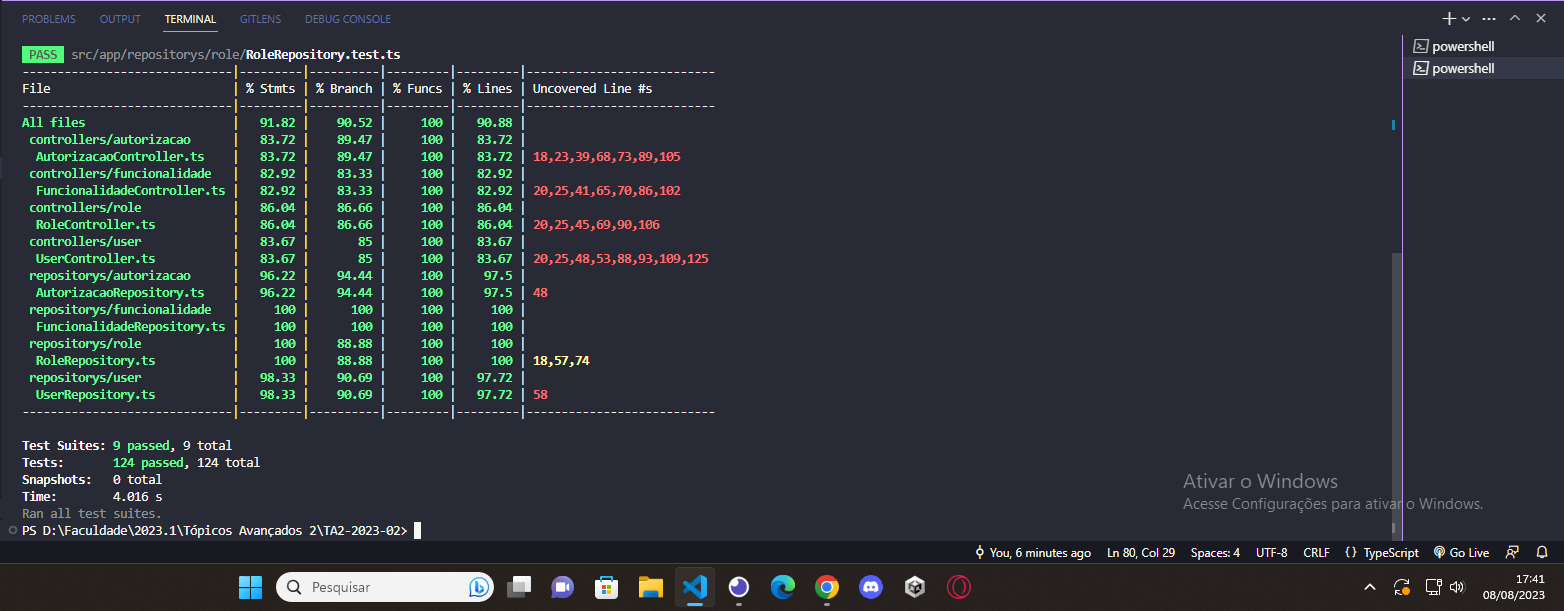 PROBLEMS OUTPUT TERMINAL GITLENS DEBUG CONSOLE
powershell
powershell
PASS src/app/repositorys/role/RoleRepository.test.ts
File | % Stmts | % Branch | % Funcs | % Lines | Uncovered Line #s
All files | 91.82 | 90.52 | 100 | 90.88 |
controllers/autorizacao | 83.72 | 89.47 | 100 | 83.72 |
AutorizacaoController.ts | 83.72 | 89.47 | 100 | 83.72 | 18,23,39,68,73,89,105
controllers/funcionalidade | 82.92 | 83.33 | 100 | 82.92 |
FuncionalidadeController.ts | 82.92 | 83.33 | 100 | 82.92 | 20,25,41,65,70,86,102
controllers/role | 86.04 | 86.66 | 100 | 86.04 |
RoleController.ts | 86.04 | 86.66 | 100 | 86.04 | 20,25,45,69,90,106
controllers/user | 83.67 | 85 | 100 | 83.67 |
UserController.ts | 83.67 | 85 | 100 | 83.67 | 20,25,48,53,88,93,109,125
repositorys/autorizacao | 96.22 | 94.44 | 100 | 97.5 |
AutorizacaoRepository.ts | 96.22 | 94.44 | 100 | 97.5 | 48
repositorys/funcionalidade | 100 | 100 | 100 | 100 |
FuncionalidadeRepository.ts | 100 | 100 | 100 | 100 |
repositorys/role | 100 | 88.88 | 100 | 100 |
RoleRepository.ts | 100 | 88.88 | 100 | 100 | 18,57,74
repositorys/user | 98.33 | 90.69 | 100 | 97.72 |
UserRepository.ts | 98.33 | 90.69 | 100 | 97.72 | 58
Test Suites: 9 passed, 9 total
Tests: 124 passed, 124 total
Snapshots: 0 total
Time: 4.016 s
Ran all test suites.
PS D:\Faculdade\2023.1\Tópicos Avançados 2\TA2-2023-02>
Ativar o Windows
Acesse Configurações para ativar o Windows.
You, 6 minutes ago Ln 80, Col 29 Spaces: 4 UTF-8 CRLF {} TypeScript Go Live
Pesquisar
17:41
08/08/2023